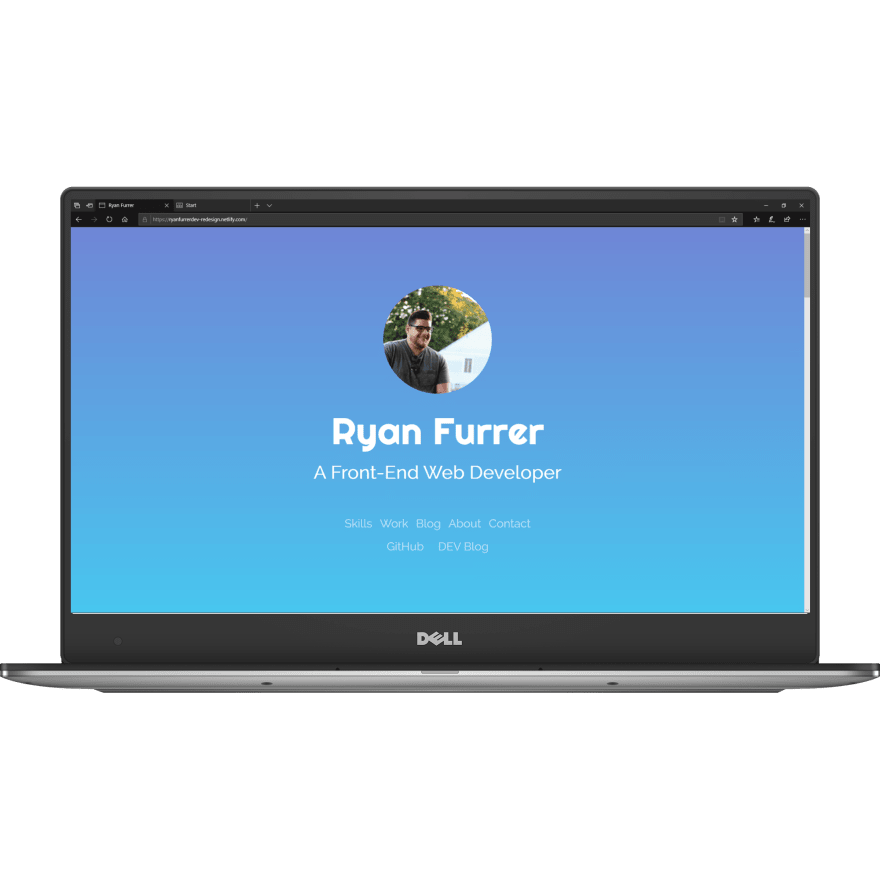 Ryan Furrer
Start
https://ryanfurrerdev-redesign.netlify.com/
Ryan Furrer
A Front-End Web Developer
Skills Work Blog About Contact
GitHub DEV Blog
DELL